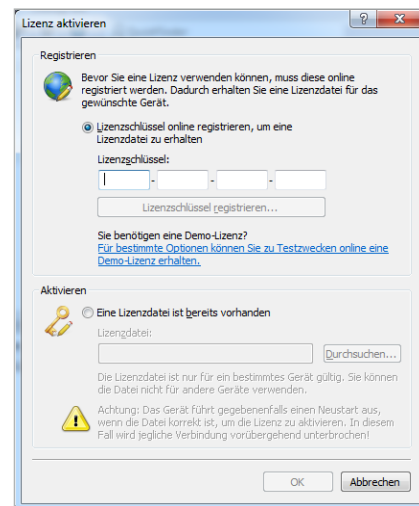 Lizenz aktivieren
Registrieren
Bevor Sie eine Lizenz verwenden können, muss diese online
registriert werden. Dadurch erhalten Sie eine Lizenzdatei für das
gewünschte Gerät.
Lizenzschlüssel online registrieren, um eine
Lizenzdatei zu erhalten
Lizenzschlüssel:
- - -
Lizenzschlüssel registrieren...
Sie benötigen eine Demo-Lizenz?
Für bestimmte Optionen können Sie zu Testzwecken online eine
Demo-Lizenz erhalten.
Aktivieren
Eine Lizenzdatei ist bereits vorhanden
Lizenzdatei:
Durchsuchen...
Die Lizenzdatei ist nur für ein bestimmtes Gerät gültig. Sie können
die Datei nicht für andere Geräte verwenden.
Achtung: Das Gerät führt gegebenenfalls einen Neustart aus,
wenn die Datei korrekt ist, um die Lizenz zu aktivieren. In diesem
Fall wird jegliche Verbindung vorübergehend unterbrochen!
OK
Abbrechen